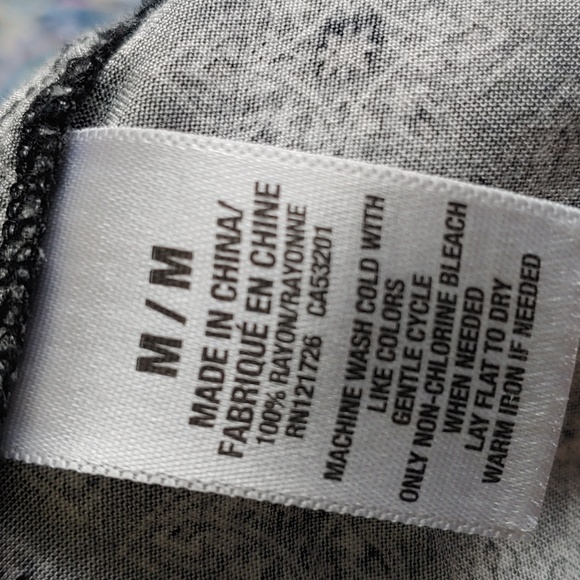 M / M
MADE IN CHINA/
FABRIQUÉ EN CHINE
100% RAYON/RAYONNE
RN121726 CA53201
MACHINE WASH COLD WITH
LIKE COLORS
GENTLE CYCLE
ONLY NON-CHLORINE BLEACH
WHEN NEEDED
LAY FLAT TO DRY
WARM IRON IF NEEDED